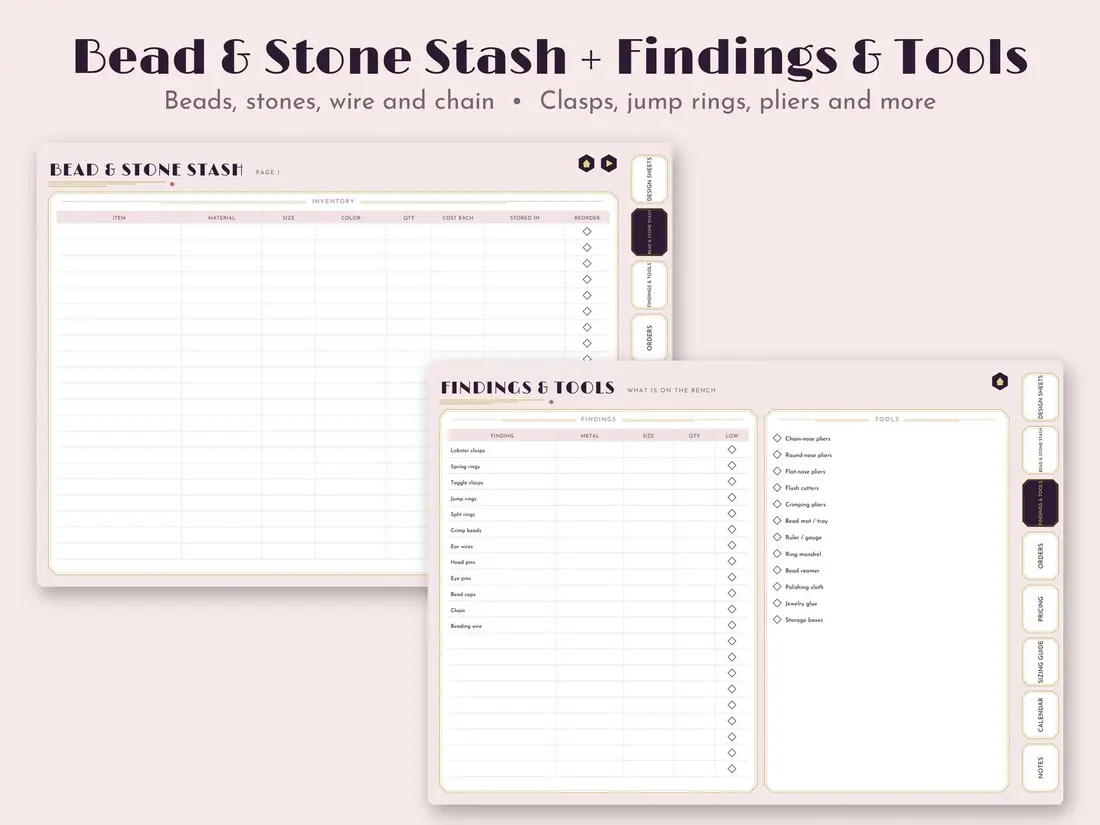 Bead & Stone Stash + Findings & Tools
Beads, stones, wire and chain • Clasps, jump rings, pliers and more
BEAD & STONE STASH PAGE 1
INVENTORY
ITEM MATERIAL SIZE COLOR QTY COST EACH STORED IN REORDER
DESIGN SHEETS
BEAD & STONE STASH
FINDINGS & TOOLS
ORDERS
FINDINGS & TOOLS WHAT IS ON THE BENCH
FINDINGS
FINDING METAL SIZE QTY LOW
Lobster clasps
Spring rings
Toggle clasps
Jump rings
Split rings
Crimp beads
Ear wires
Head pins
Eye pins
Bead caps
Chain
Beading wire
TOOLS
Chain-nose pliers
Round-nose pliers
Flat-nose pliers
Flush cutters
Crimping pliers
Bead mat / tray
Ruler / gauge
Ring mandrel
Bead reamer
Polishing cloth
Jewelry glue
Storage boxes
DESIGN SHEETS
BEAD & STONE STASH
FINDINGS & TOOLS
ORDERS
PRICING
SIZING GUIDE
CALENDAR
NOTES